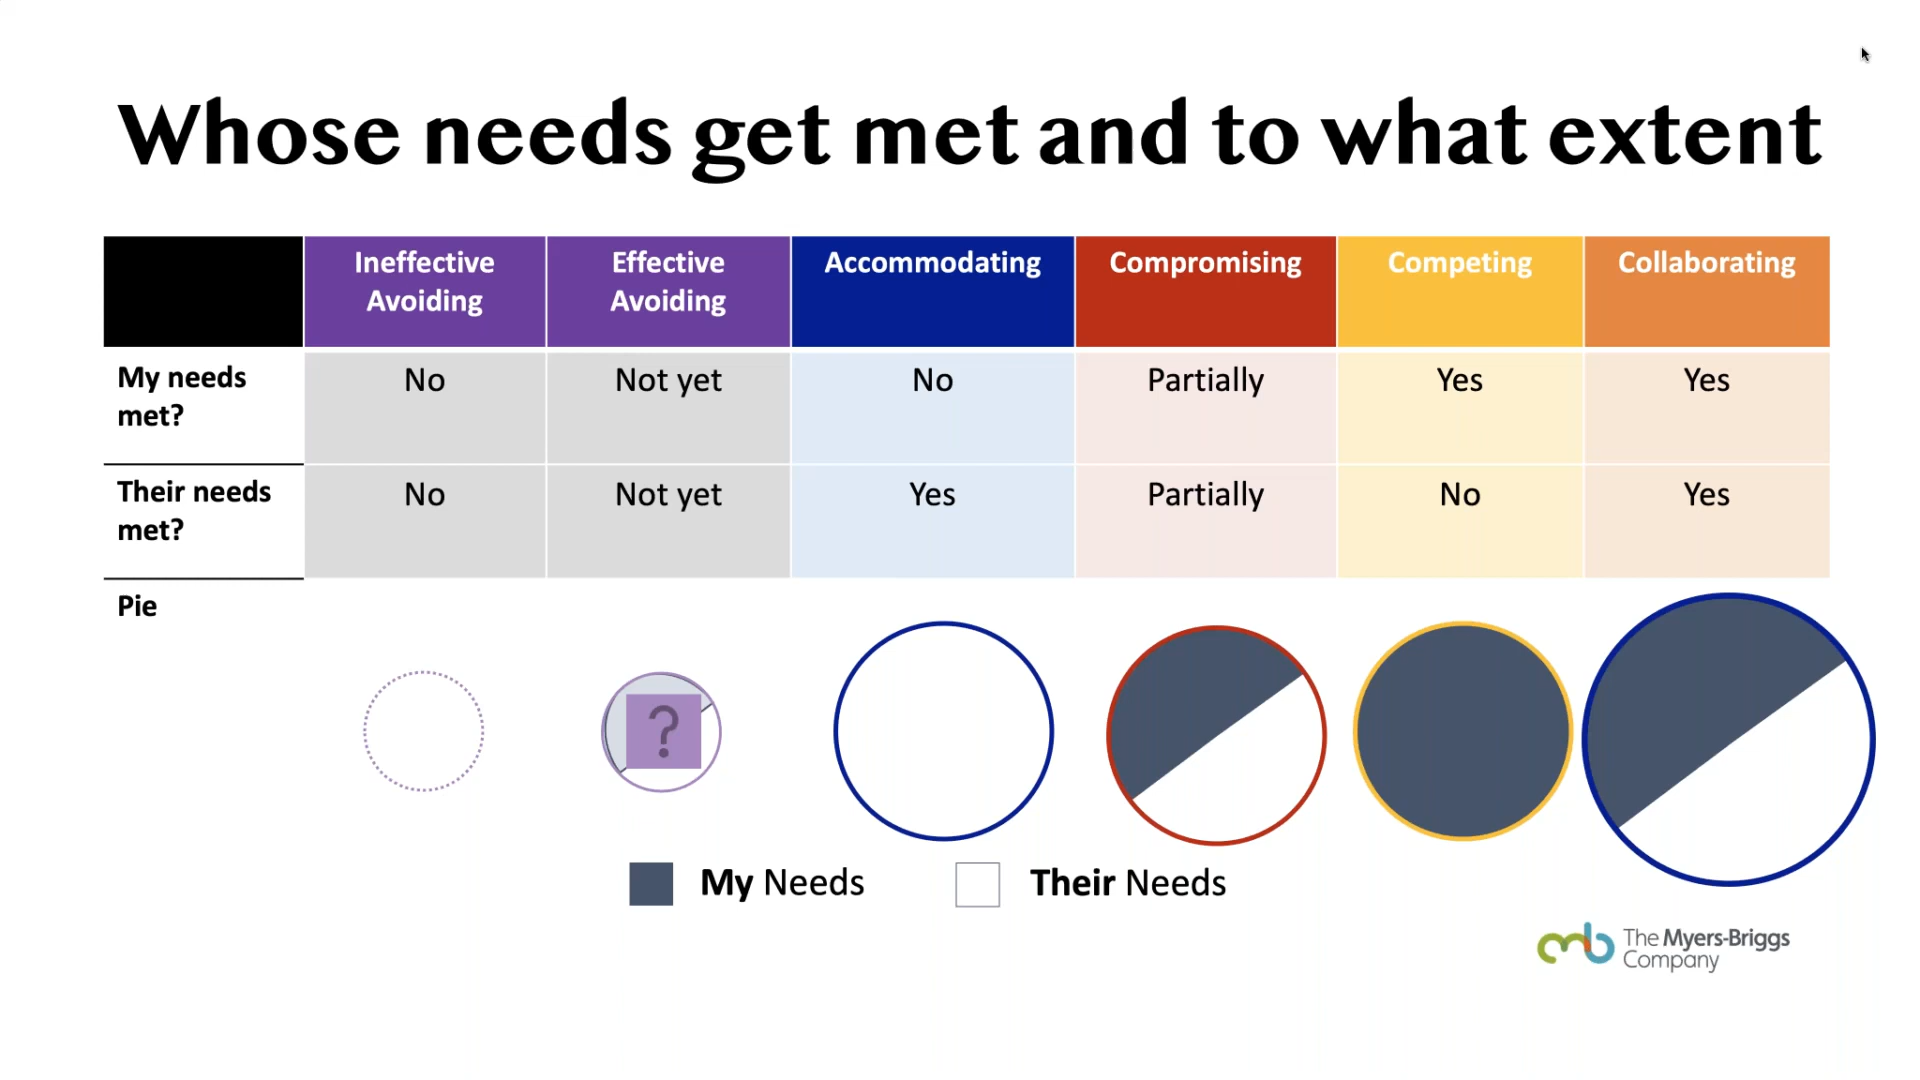 Whose needs get met and to what extent
Ineffective Avoiding
Effective Avoiding
Accommodating
Compromising
Competing
Collaborating
My needs met?
No
Not yet
No
Partially
Yes
Yes
Their needs met?
No
Not yet
Yes
Partially
No
Yes
Pie
?
My Needs
Their Needs
mb
The Myers-Briggs
Company